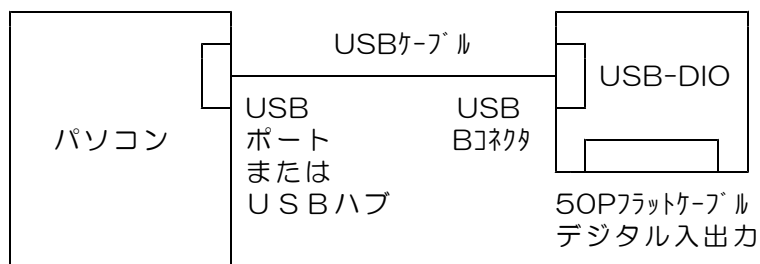 USBｹｰﾌﾞﾙ
USB-DIO
パソコン
USB
ポート
または
ＵＳＢハブ
USB
Bｺﾈｸﾀ
50Pﾌﾗｯﾄｹｰﾌﾞﾙ
デジタル入出力